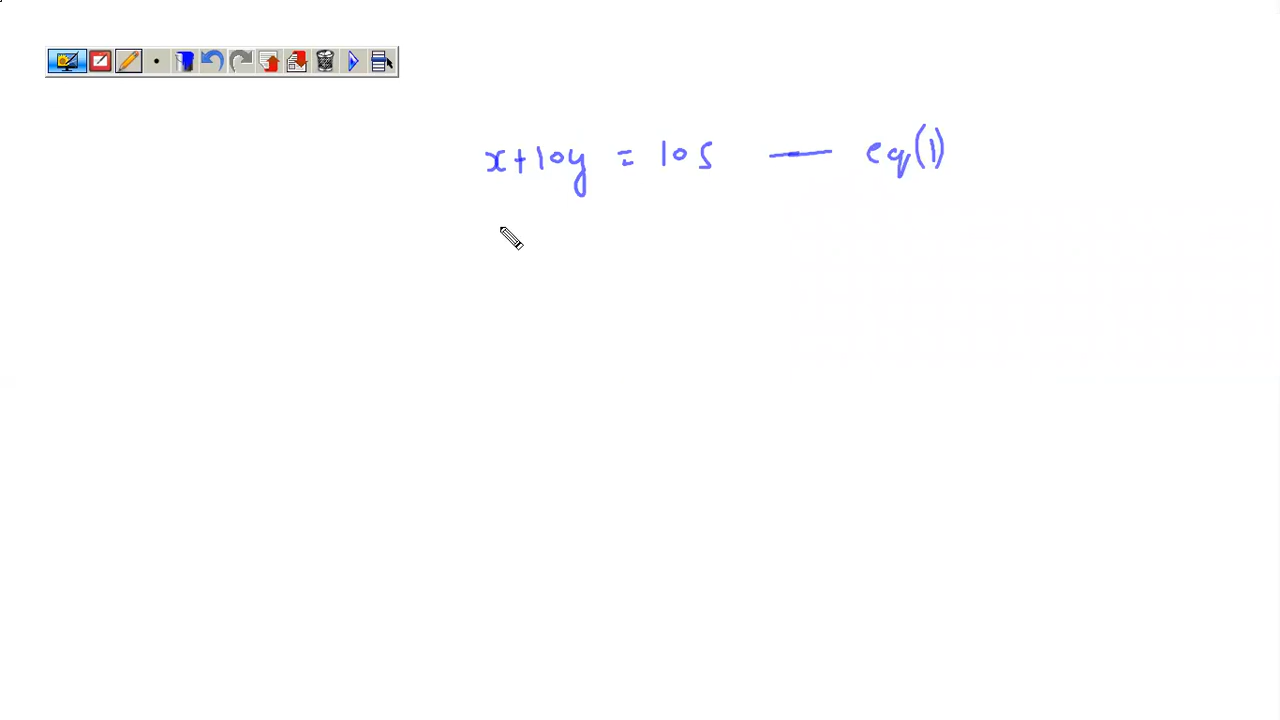 x+10y = 105 — eq(1)